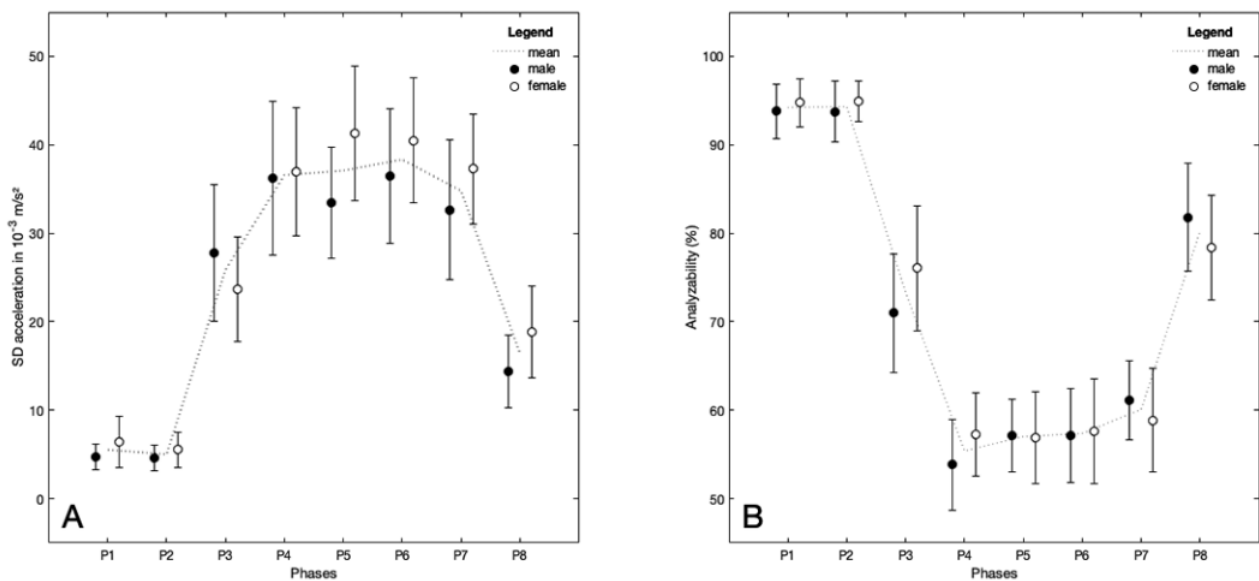 Legend
mean
male
female
50
40
30
20
10
0
SD acceleration in 10⁻³ m/s²
A
P1 P2 P3 P4 P5 P6 P7 P8
Phases
Legend
mean
male
female
100
90
80
70
60
50
Analyzability (%)
B
P1 P2 P3 P4 P5 P6 P7 P8
Phases